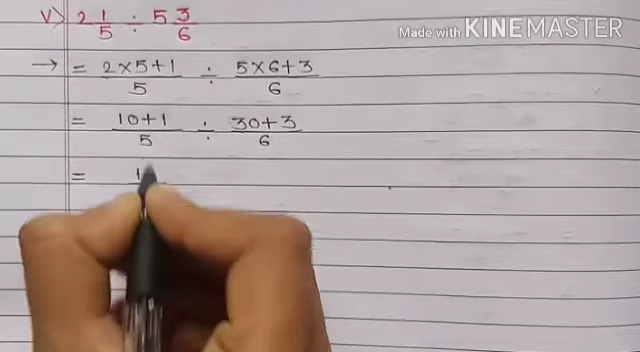 Made with KINEMASTER
v) 2 1/5 ÷ 5 3/6
→ = 2×5+1/5 ÷ 5×6+3/6
= 10+1/5 ÷ 30+3/6
= 1